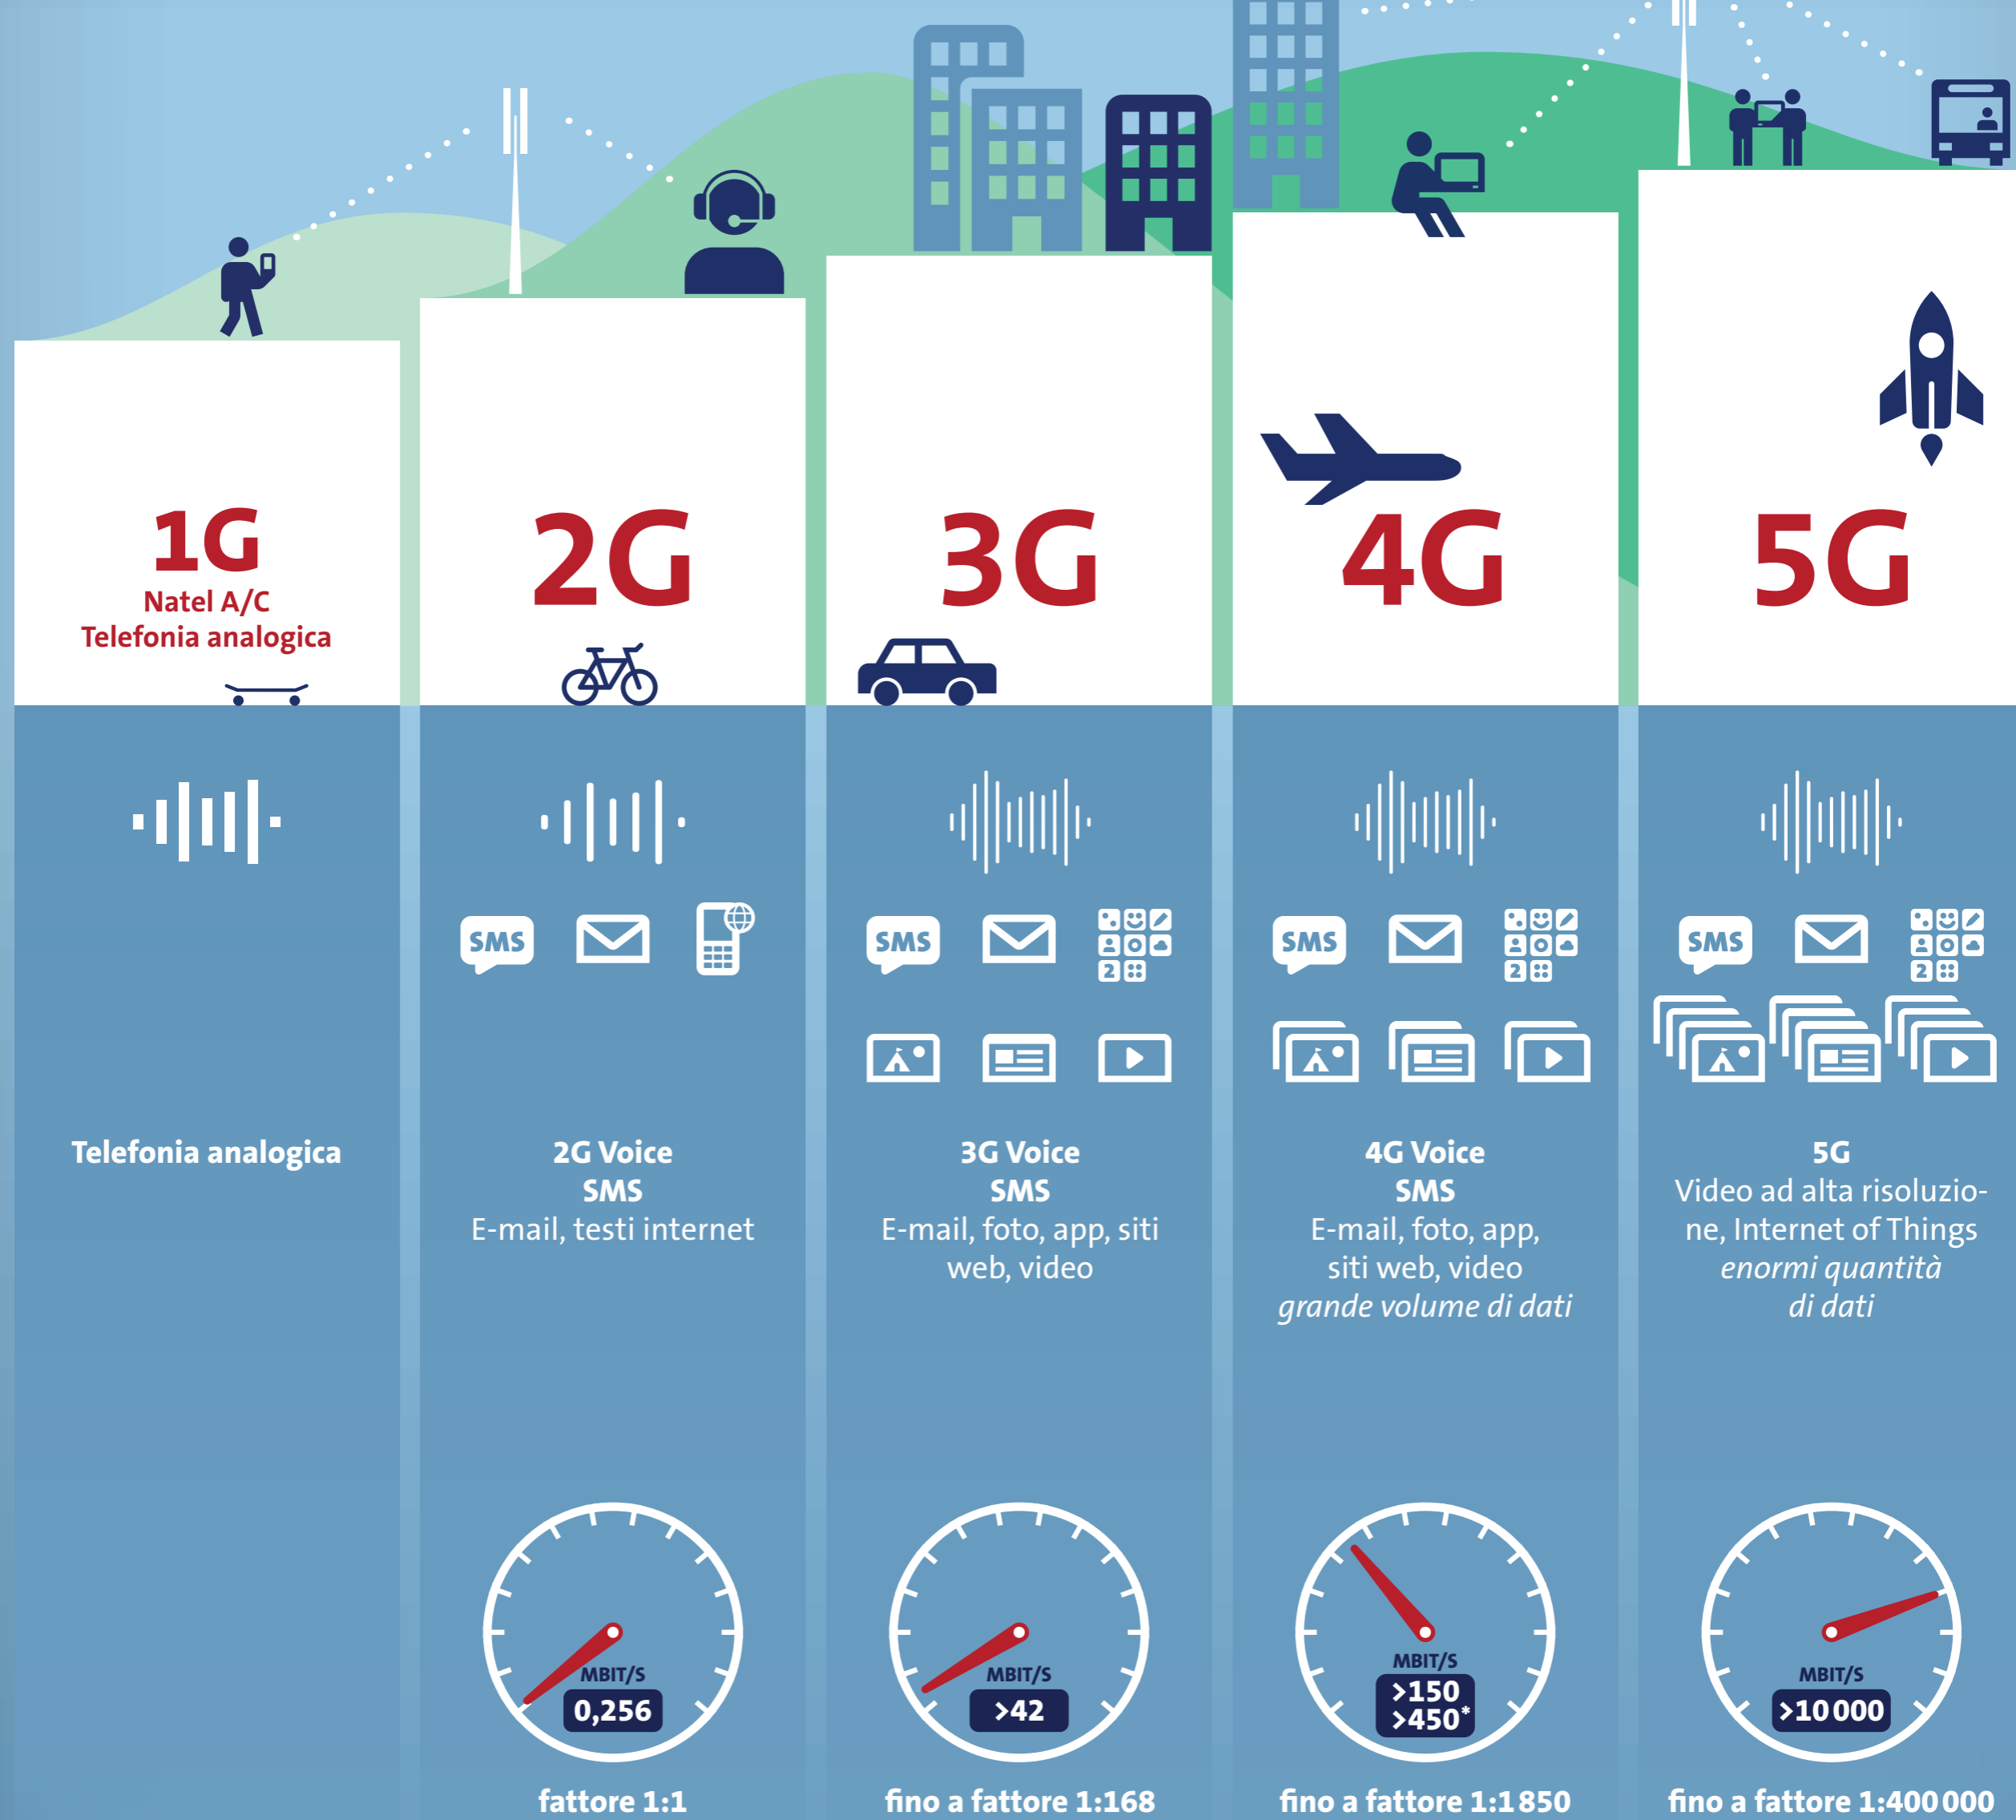 1G
Natel A/C
Telefonia analogica
2G
3G
4G
5G
SMS
SMS
2
SMS
2
SMS
2
Telefonia analogica
2G Voice
SMS
E-mail, testi internet
3G Voice
SMS
E-mail, foto, app, siti
web, video
4G Voice
SMS
E-mail, foto, app,
siti web, video
grande volume di dati
5G
Video ad alta risoluzio-
ne, Internet of Things
enormi quantità
di dati
MBIT/S
0,256
fattore 1:1
MBIT/S
>42
fino a fattore 1:168
MBIT/S
>150
>450*
fino a fattore 1:1850
MBIT/S
>10 000
fino a fattore 1:400 000